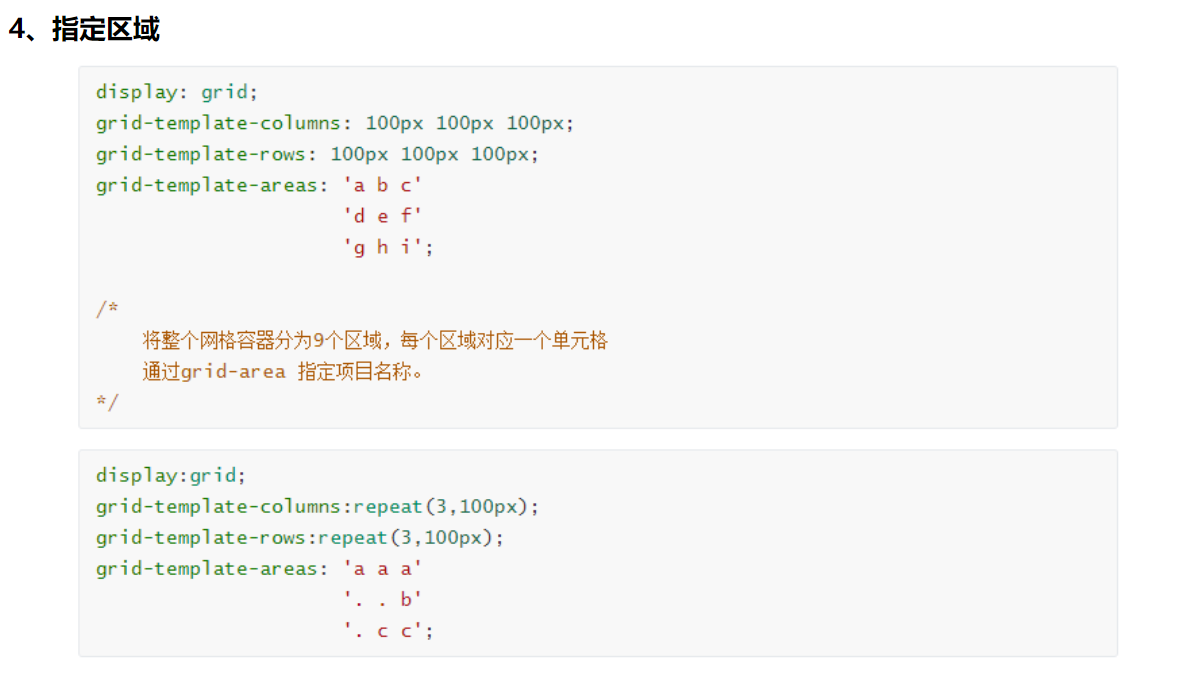 4、指定区域
display: grid;
grid-template-columns: 100px 100px 100px;
grid-template-rows: 100px 100px 100px;
grid-template-areas: 'a b c'
'd e f'
'g h i';
/*
将整个网格容器分为9个区域，每个区域对应一个单元格
通过grid-area 指定项目名称。
*/
display:grid;
grid-template-columns:repeat(3,100px);
grid-template-rows:repeat(3,100px);
grid-template-areas: 'a a a'
'. . b'
'. c c';